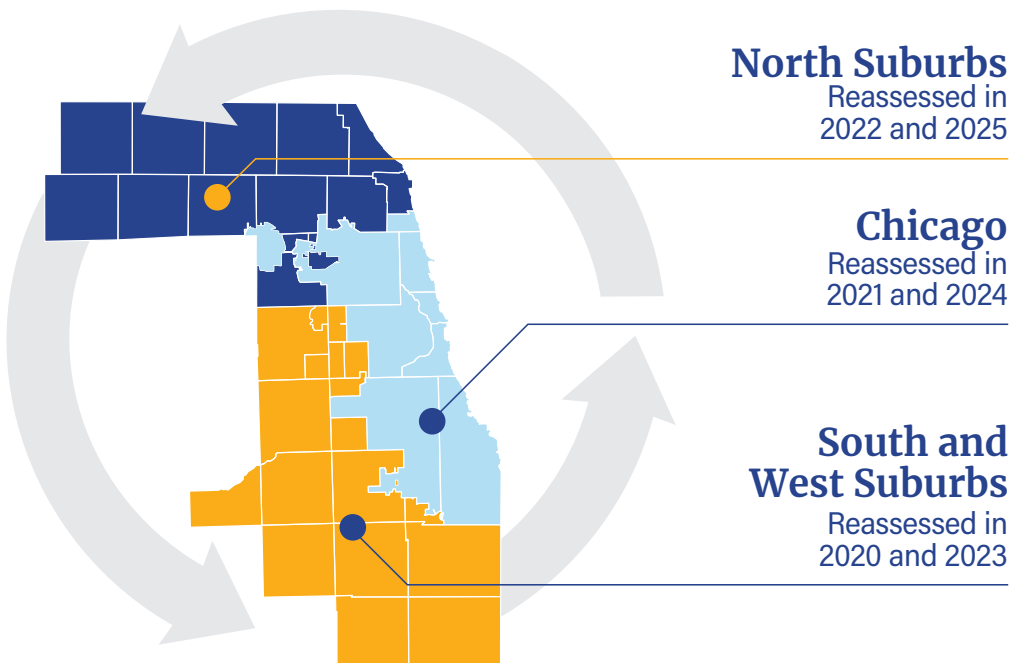 North Suburbs
Reassessed in
2022 and 2025
Chicago
Reassessed in
2021 and 2024
South and
West Suburbs
Reassessed in
2020 and 2023